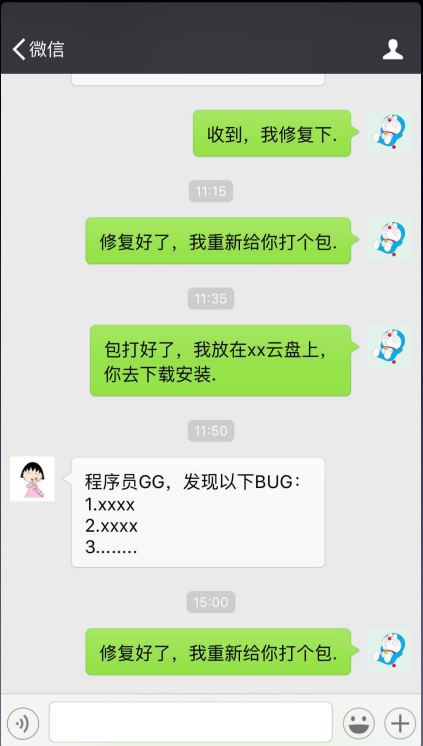 微信
收到，我修复下.
11:15
修复好了，我重新给你打个包.
11:35
包打好了，我放在xx云盘上，
你去下载安装.
11:50
程序员GG，发现以下BUG：
1.xxxx
2.xxxx
3........
15:00
修复好了，我重新给你打个包.